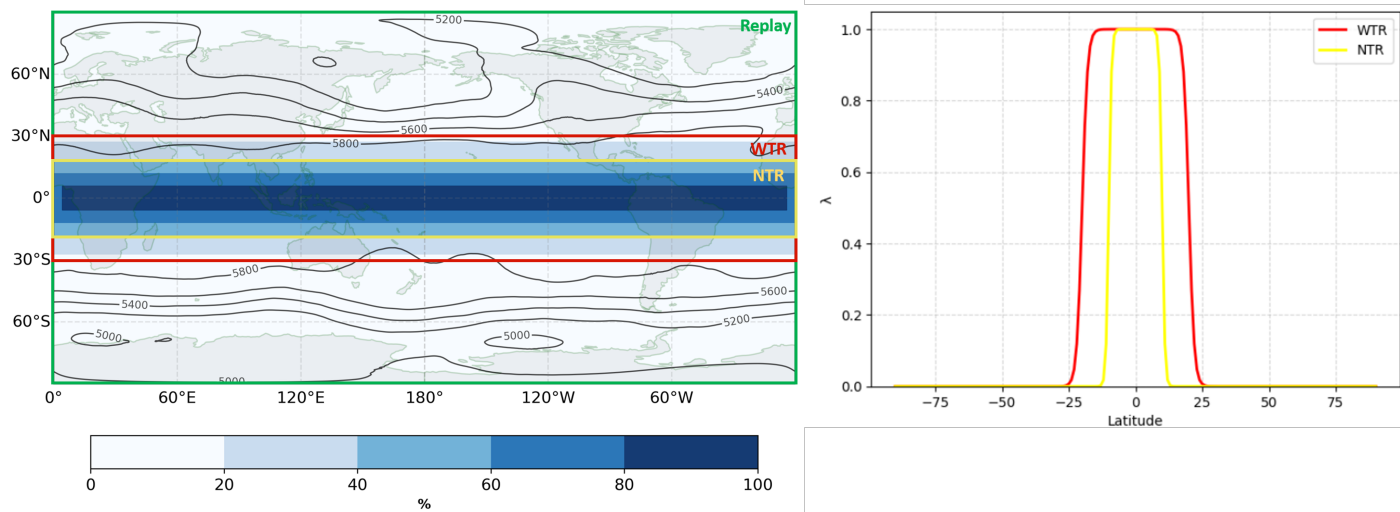 5200
Replay
60°N
5400
5600
30°N
5800
WTR
NTR
0°
30°S
5800
5600
5400
5200
60°S
5000
5000
5000
0°
60°E
120°E
180°
120°W
60°W
0
20
40
60
80
100
%
WTR
NTR
1.0
0.8
0.6
0.4
0.2
0.0
λ
−75
−50
−25
0
25
50
75
Latitude